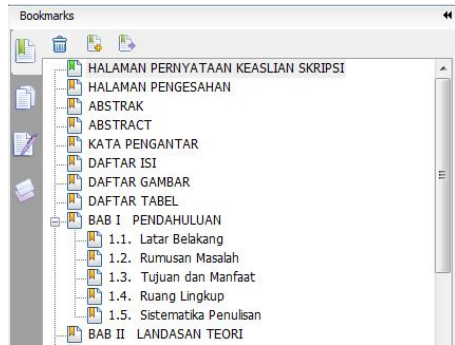 Bookmarks
HALAMAN PERNYATAAN KEASLIAN SKRIPSI
HALAMAN PENGESAHAN
ABSTRAK
ABSTRACT
KATA PENGANTAR
DAFTAR ISI
DAFTAR GAMBAR
DAFTAR TABEL
BAB I PENDAHULUAN
1.1. Latar Belakang
1.2. Rumusan Masalah
1.3. Tujuan dan Manfaat
1.4. Ruang Lingkup
1.5. Sistematika Penulisan
BAB II LANDASAN TEORI